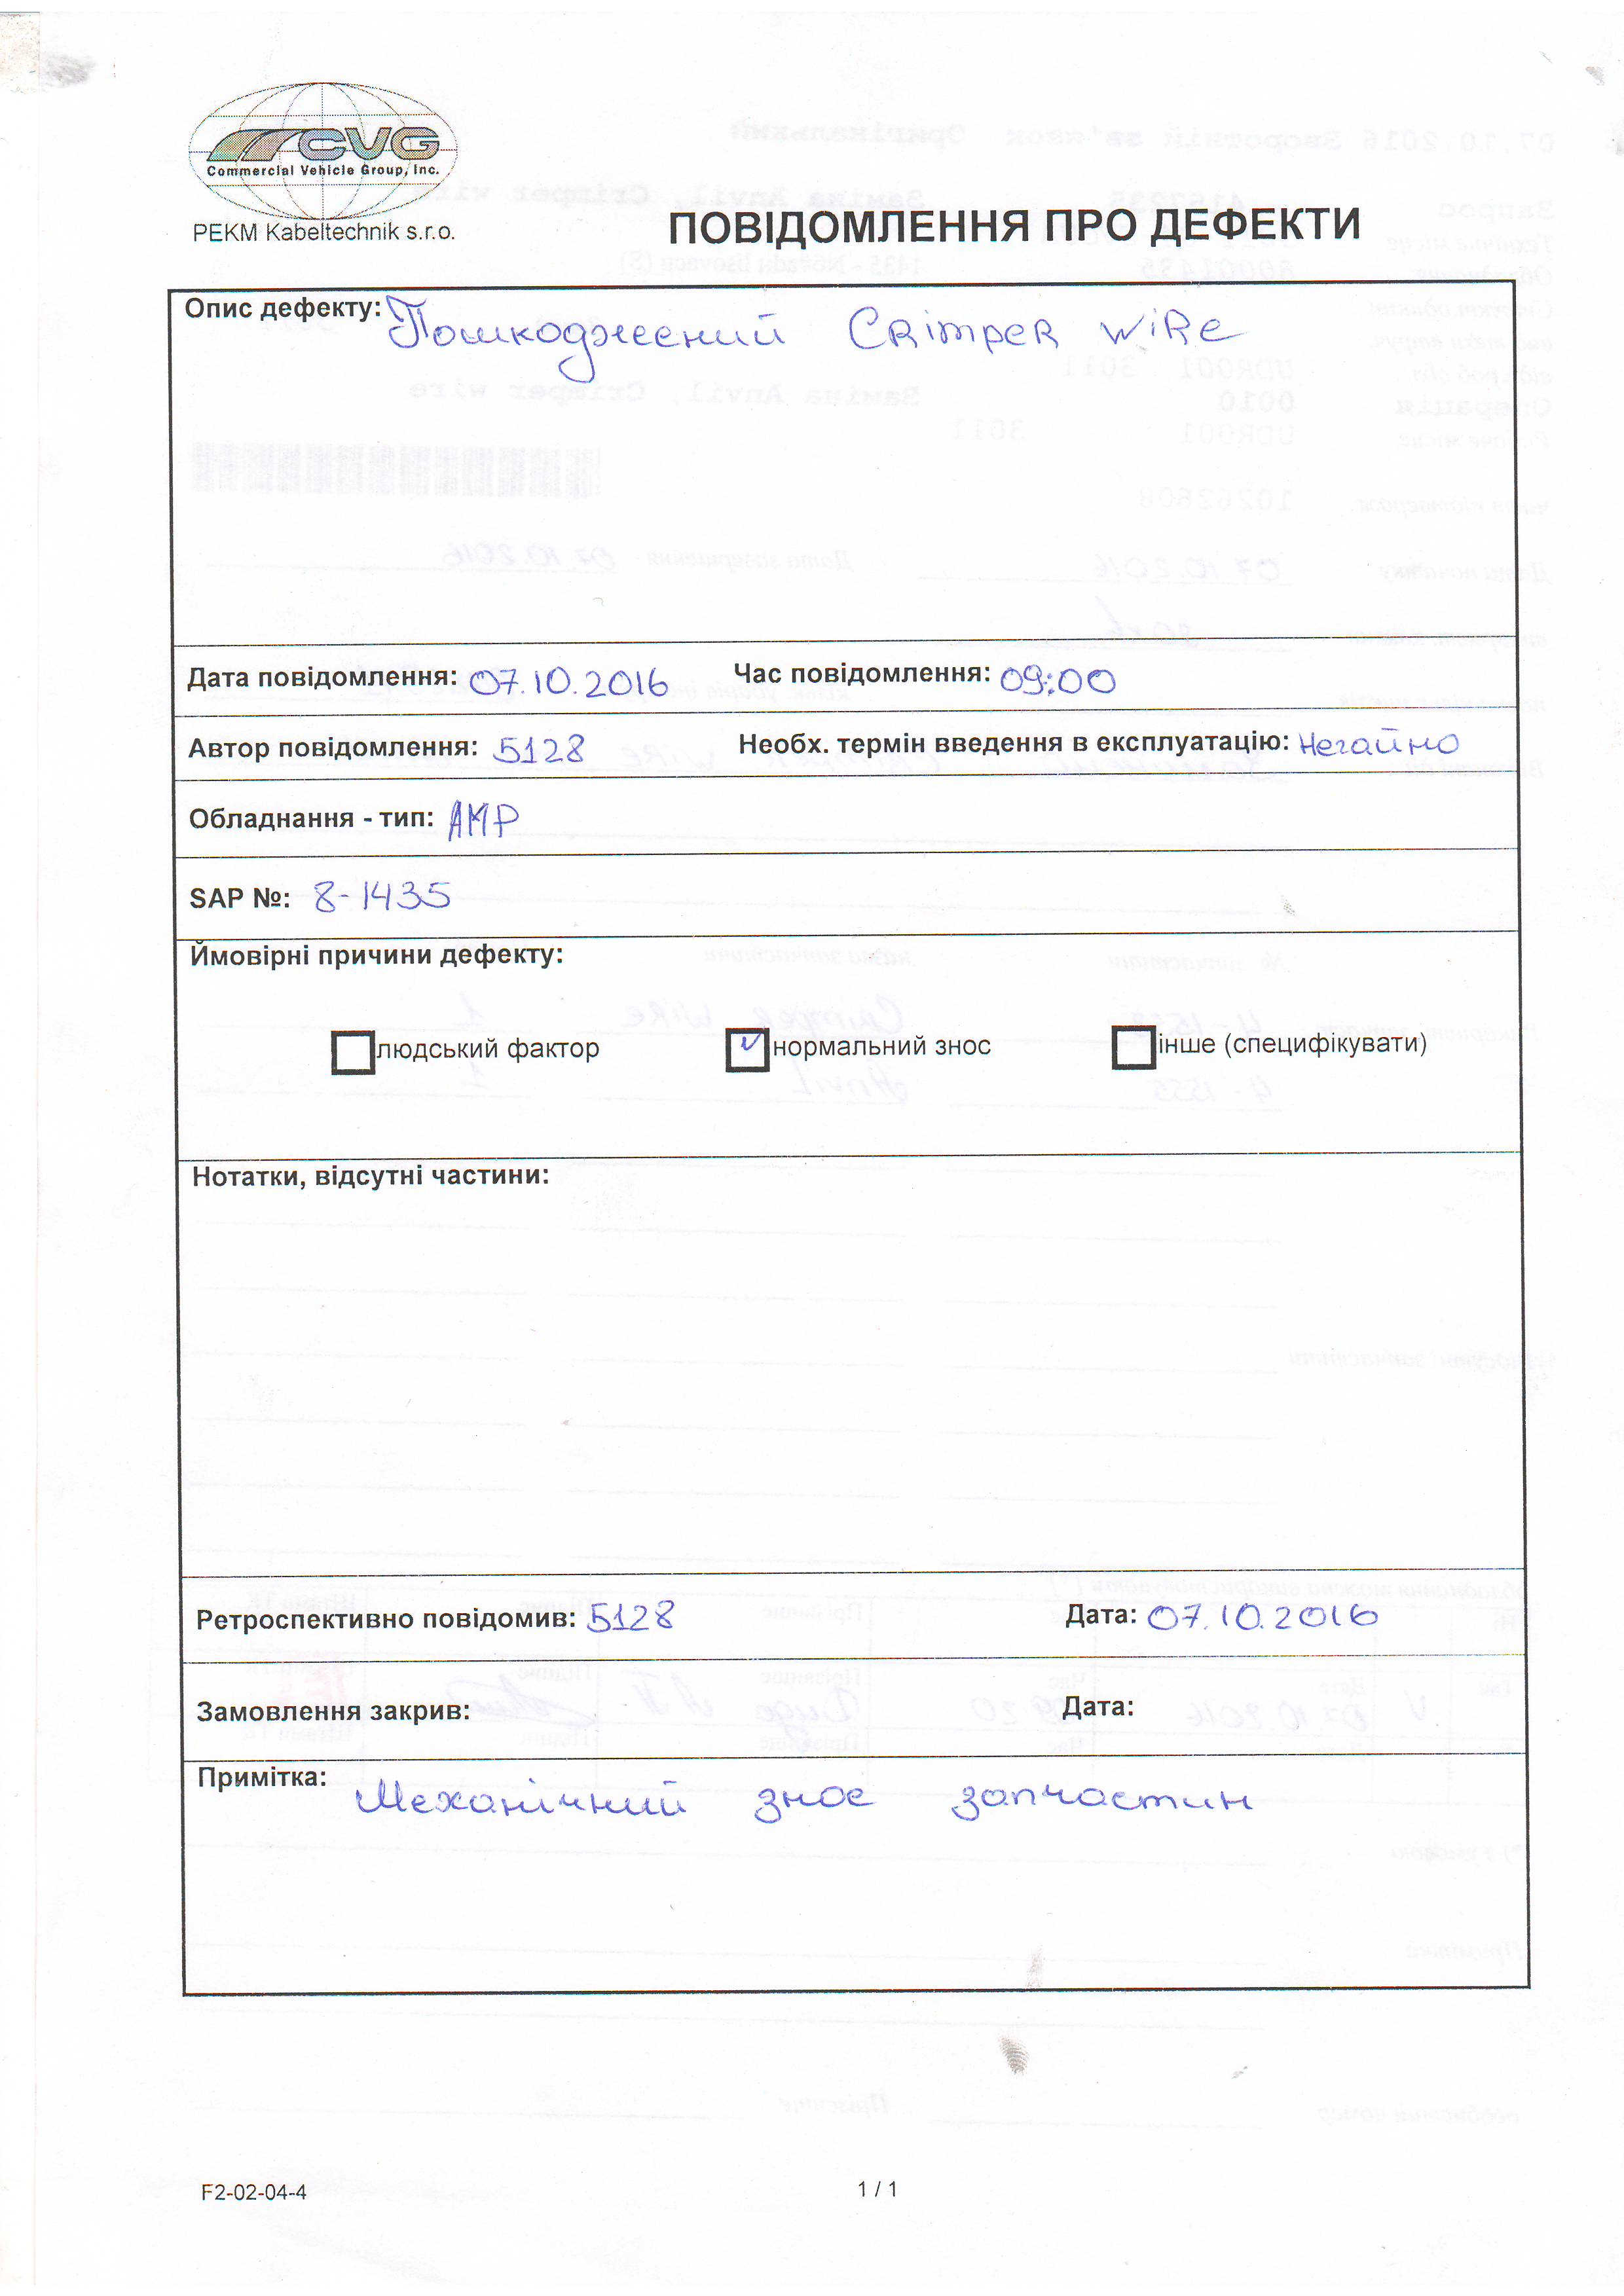 CVG
Commercial Vehicle Group, Inc.
PEKM Kabeltechnik s.r.o.
ПОВІДОМЛЕННЯ ПРО ДЕФЕКТИ
Опис дефекту: Пошкоджений Crimper wire
Дата повідомлення: 07.10.2016 Час повідомлення: 09:00
Автор повідомлення: 5128 Необх. термін введення в експлуатацію: Негайно
Обладнання - тип: AMP
SAP №: 8-1435
Ймовірні причини дефекту:
людський фактор нормальний знос інше (специфікувати)
Нотатки, відсутні частини:
Ретроспективно повідомив: 5128 Дата: 07.10.2016
Замовлення закрив: Дата:
Примітка: Механічний знос запчастин
F2-02-04-4 1 / 1